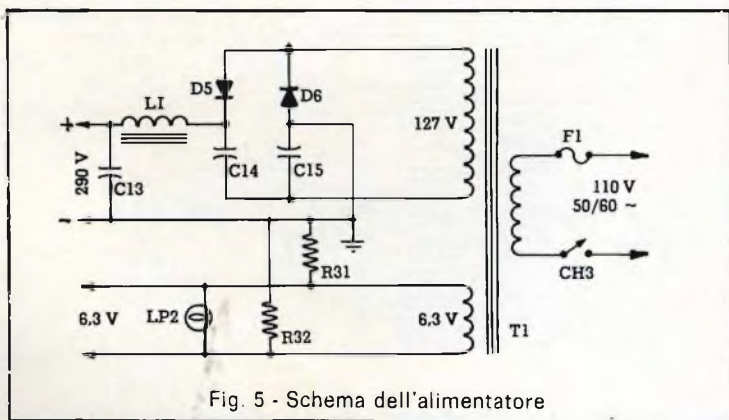 D5
D6
L1
+
127 V
F1
290 V
C13
C14
C15
110 V
50/60 ~
-
R31
CH3
6,3 V
LP2
R32
6,3 V
T1
Fig. 5 - Schema dell'alimentatore